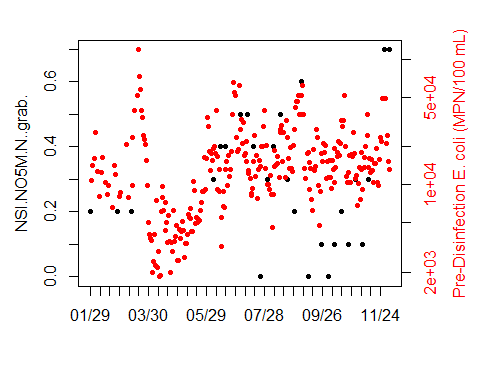 NSI.NO5M.N..grab.
0.0
0.2
0.4
0.6
01/29
03/30
05/29
07/28
09/26
11/24
2e+03
1e+04
5e+04
Pre-Disinfection E. coli (MPN/100 mL)